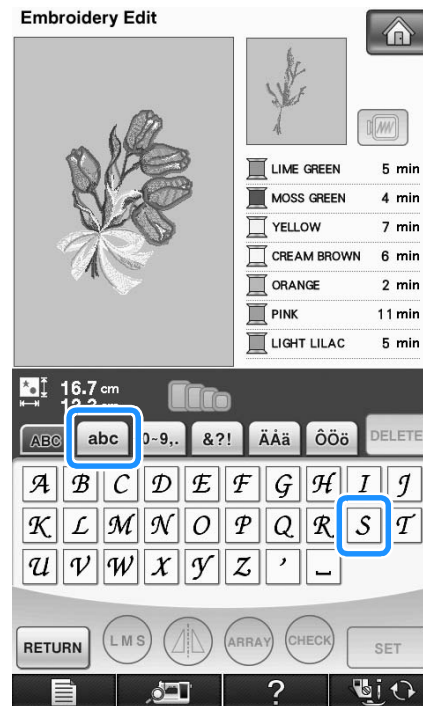 Embroidery Edit
LIME GREEN 5 min
MOSS GREEN 4 min
YELLOW 7 min
CREAM BROWN 6 min
ORANGE 2 min
PINK 11 min
LIGHT LILAC 5 min
16.7 cm
ABC abc 0~9,. &?! ÄÅä ÔÖö DELETE
A B C D E F G H I J
K L M N O P Q R S T
U V W X Y Z ’ ⎵
RETURN LMS ARRAY CHECK SET
?